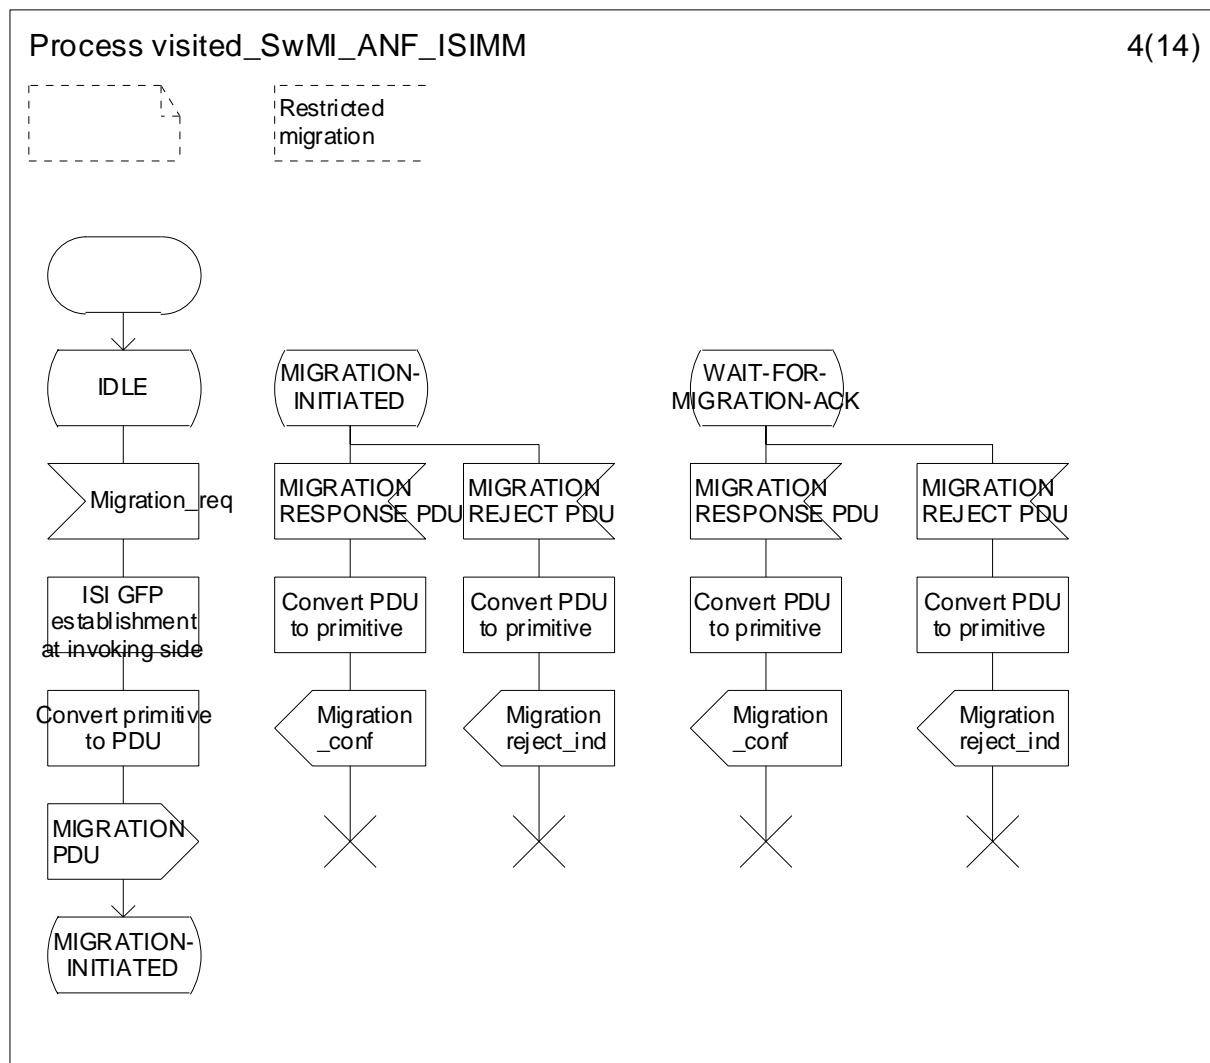 Process visited_SwMI_ANF_ISIMM
4(14)
Restricted
migration
IDLE
Migration_req
ISI GFP
establishment
at invoking side
Convert primitive
to PDU
MIGRATION
PDU
MIGRATION-
INITIATED
MIGRATION-
INITIATED
MIGRATION
RESPONSE PDU
Convert PDU
to primitive
Migration
_conf
MIGRATION
REJECT PDU
Convert PDU
to primitive
Migration
reject_ind
WAIT-FOR-
MIGRATION-ACK
MIGRATION
RESPONSE PDU
Convert PDU
to primitive
Migration
_conf
MIGRATION
REJECT PDU
Convert PDU
to primitive
Migration
reject_ind